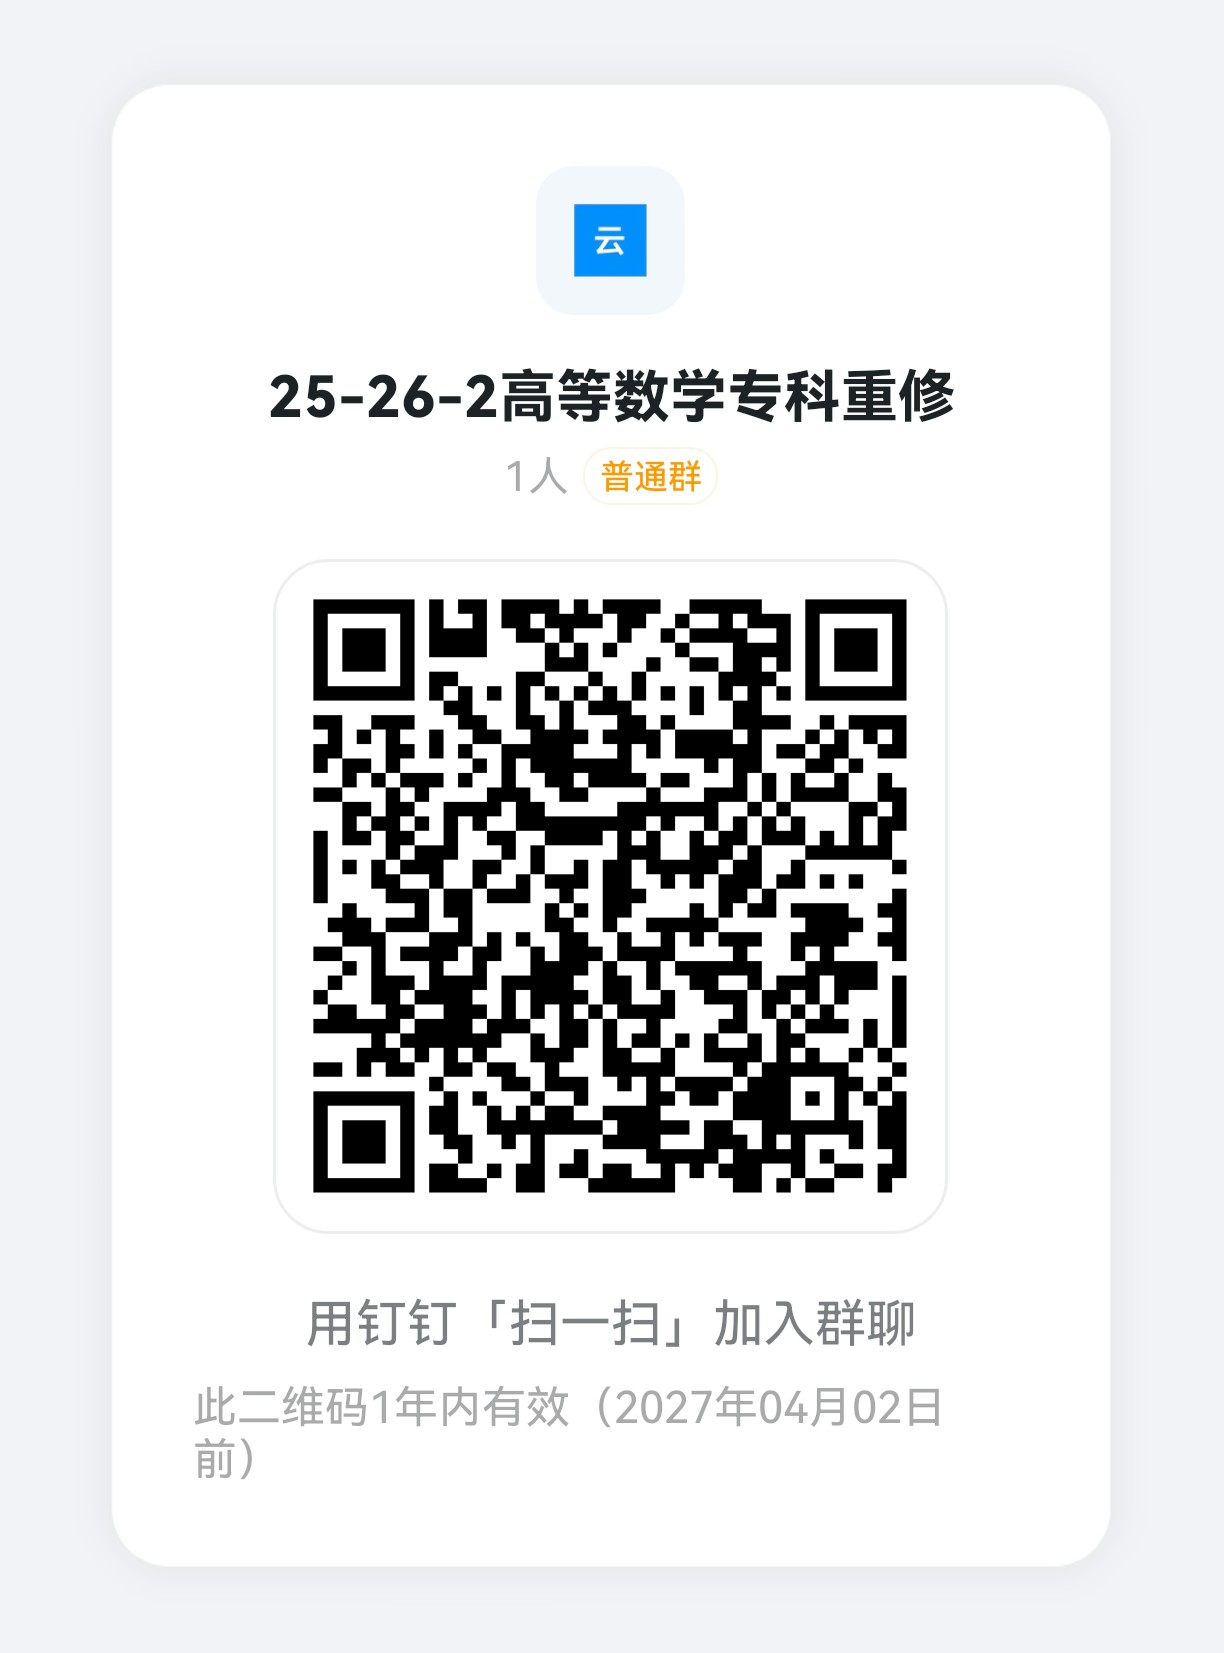 云
25-26-2高等数学专科重修
1人 普通群
用钉钉「扫一扫」加入群聊
此二维码1年内有效（2027年04月02日
前）